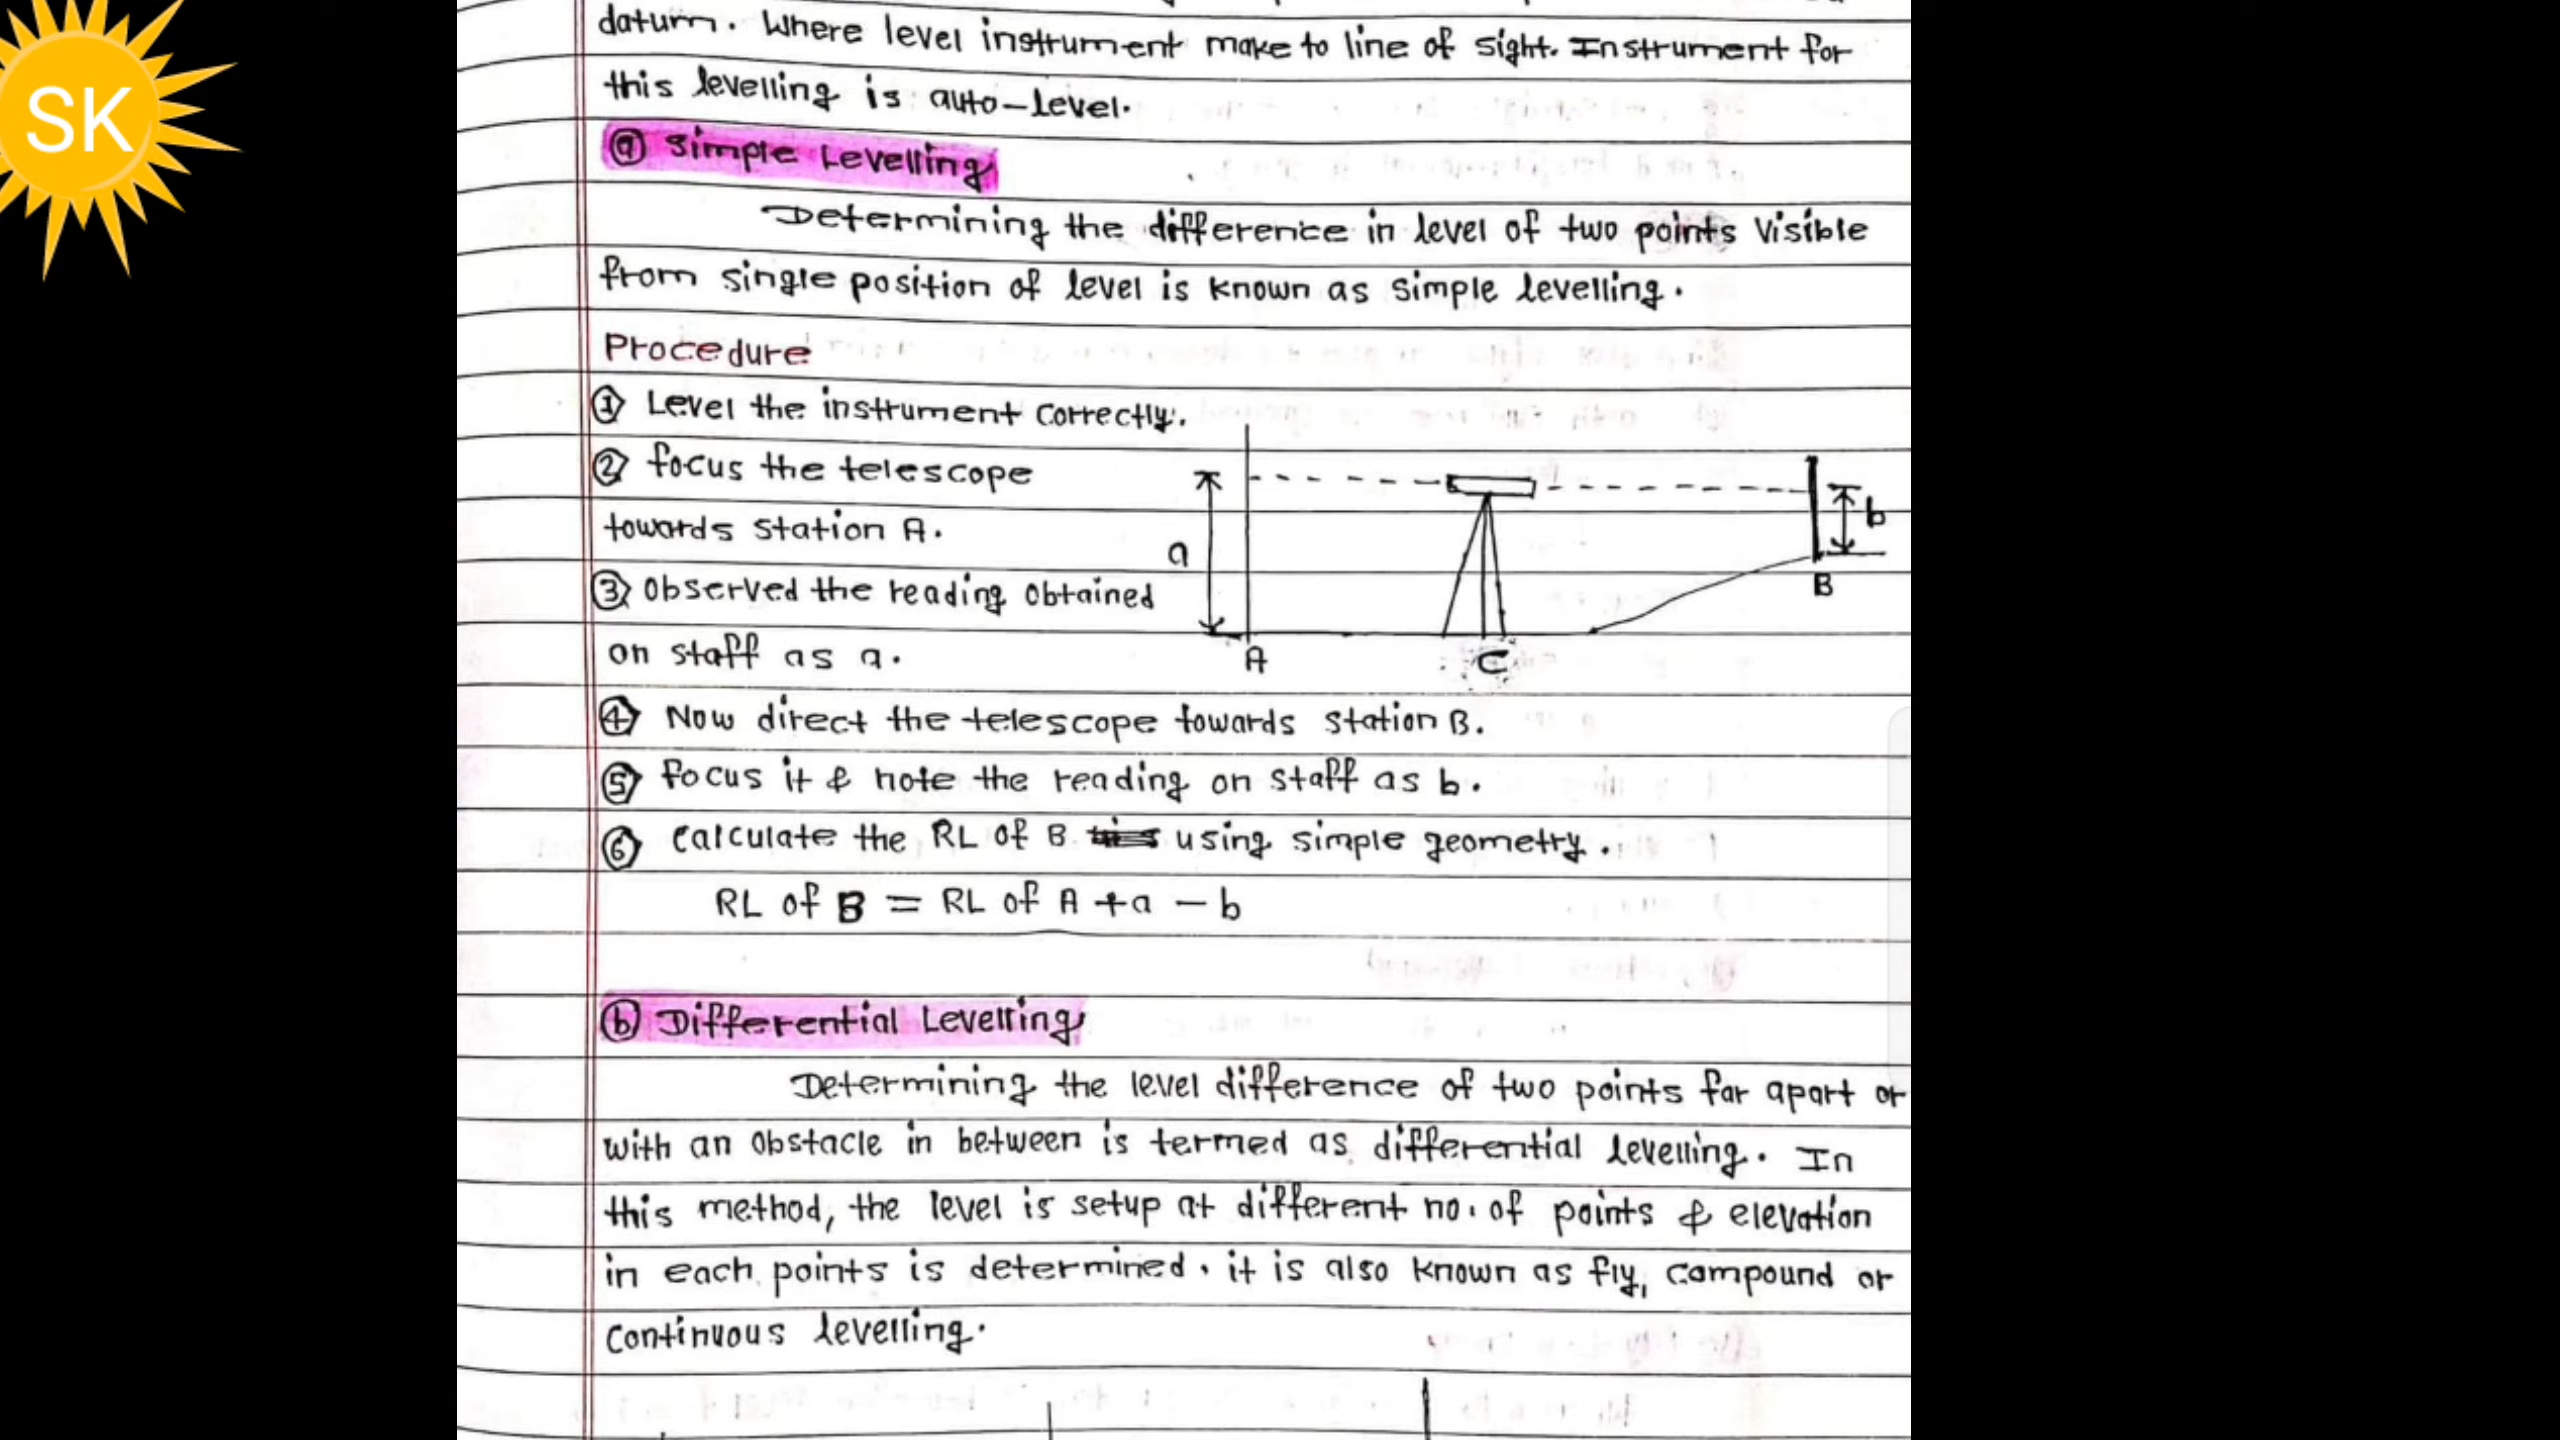 SK
datum. Where level instrument make to line of sight. Instrument for
this levelling is auto-level.
ⓐ Simple Levelling
Determining the difference in level of two points visible
from single position of level is known as simple levelling.
Procedure
① Level the instrument correctly.
② focus the telescope
towards station A.
③ observed the reading obtained
on staff as a.
a
b
A
C
B
④ Now direct the telescope towards station B.
⑤ focus it & note the reading on staff as b.
⑥ calculate the RL of B using simple geometry.
RL of B = RL of A + a - b
ⓑ Differential Levelling
Determining the level difference of two points far apart or
with an obstacle in between is termed as differential levelling. In
this method, the level is setup at different no. of points & elevation
in each points is determined. it is also known as fly, compound or
continuous levelling.